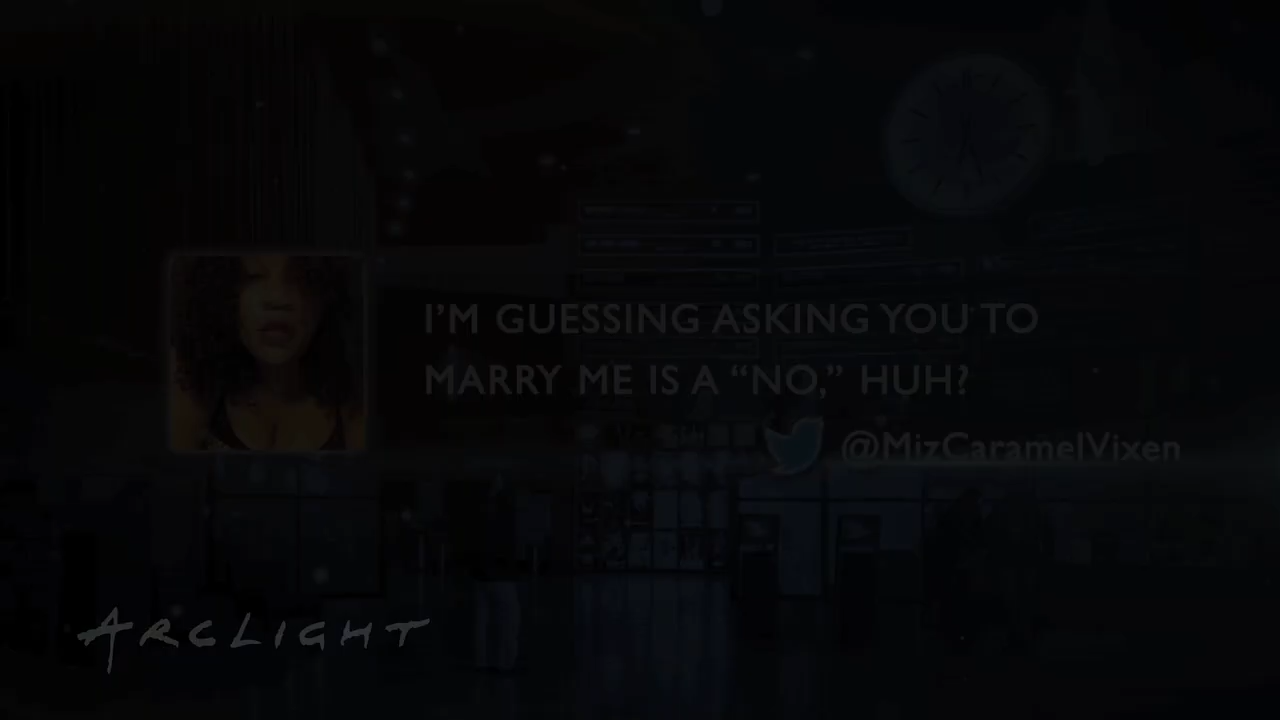 I’M GUESSING ASKING YOU TO
MARRY ME IS A “NO,” HUH?
@MizCaramelVixen
ARCLIGHT